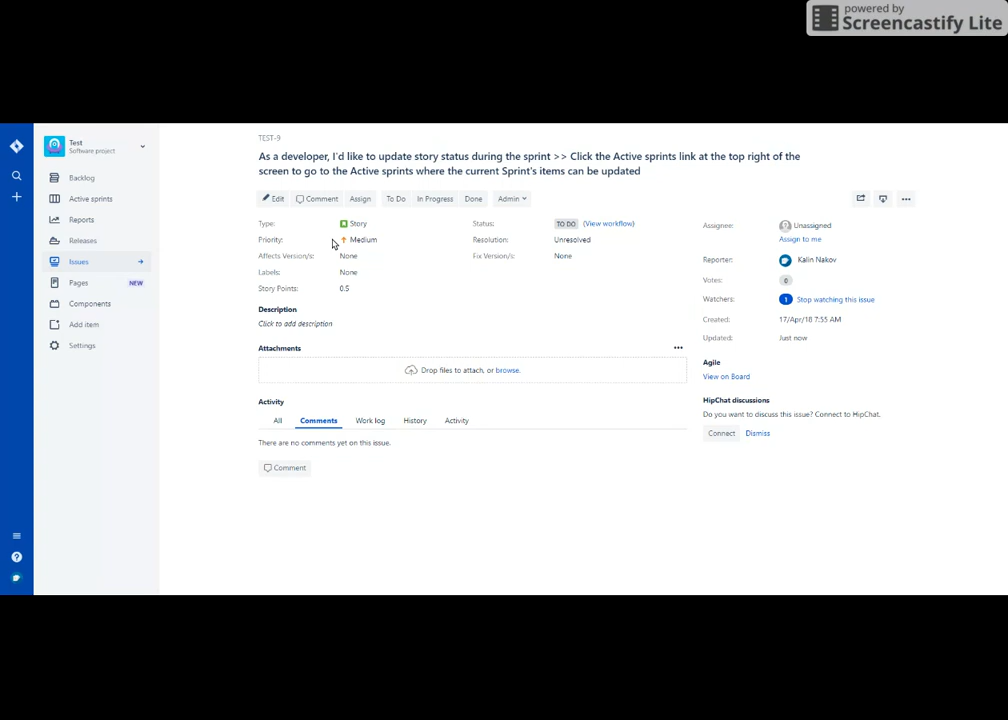 powered by
Screencastify Lite
Test
Software project
Backlog
Active sprints
Reports
Releases
Issues
Pages NEW
Components
Add item
Settings
TEST-9
As a developer, I'd like to update story status during the sprint >> Click the Active sprints link at the top right of the
screen to go to the Active sprints where the current Sprint's items can be updated
Edit Comment Assign To Do In Progress Done Admin
Type: Story Status: TO DO (View workflow)
Priority: Medium Resolution: Unresolved
Affects Version/s: None Fix Version/s: None
Labels: None
Story Points: 0.5
Description
Click to add description
Attachments
Drop files to attach, or browse.
Activity
All Comments Work log History Activity
There are no comments yet on this issue.
Comment
Assignee: Unassigned
Assign to me
Reporter: Kalin Nakov
Votes: 0
Watchers: 1 Stop watching this issue
Created: 17/Apr/18 7:55 AM
Updated: Just now
Agile
View on Board
HipChat discussions
Do you want to discuss this issue? Connect to HipChat.
Connect Dismiss